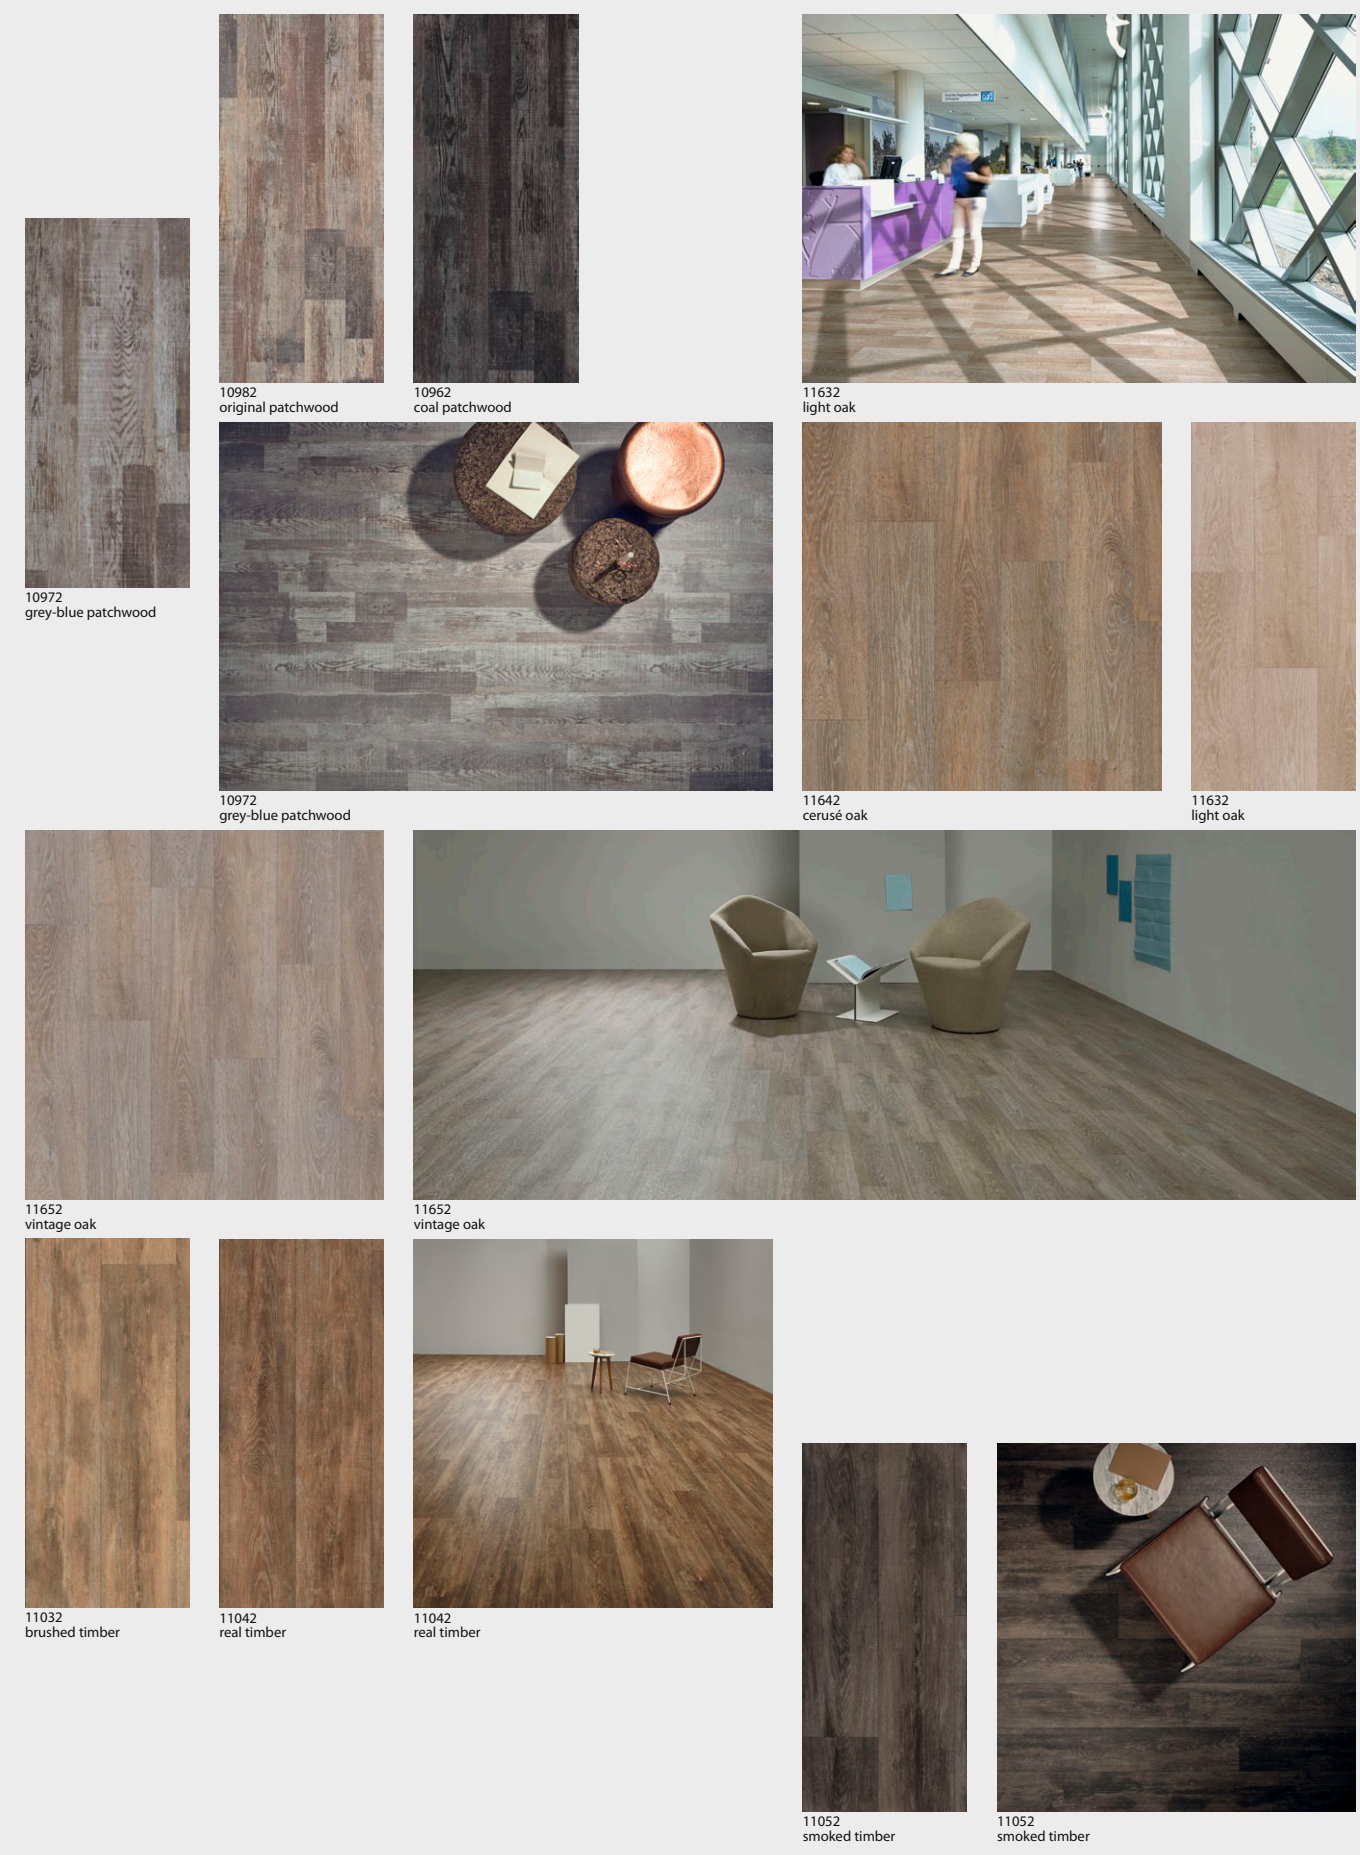 10982
original patchwood
10962
coal patchwood
11632
light oak
10972
grey-blue patchwood
10972
grey-blue patchwood
11642
cerusé oak
11632
light oak
11652
vintage oak
11652
vintage oak
11032
brushed timber
11042
real timber
11042
real timber
11052
smoked timber
11052
smoked timber